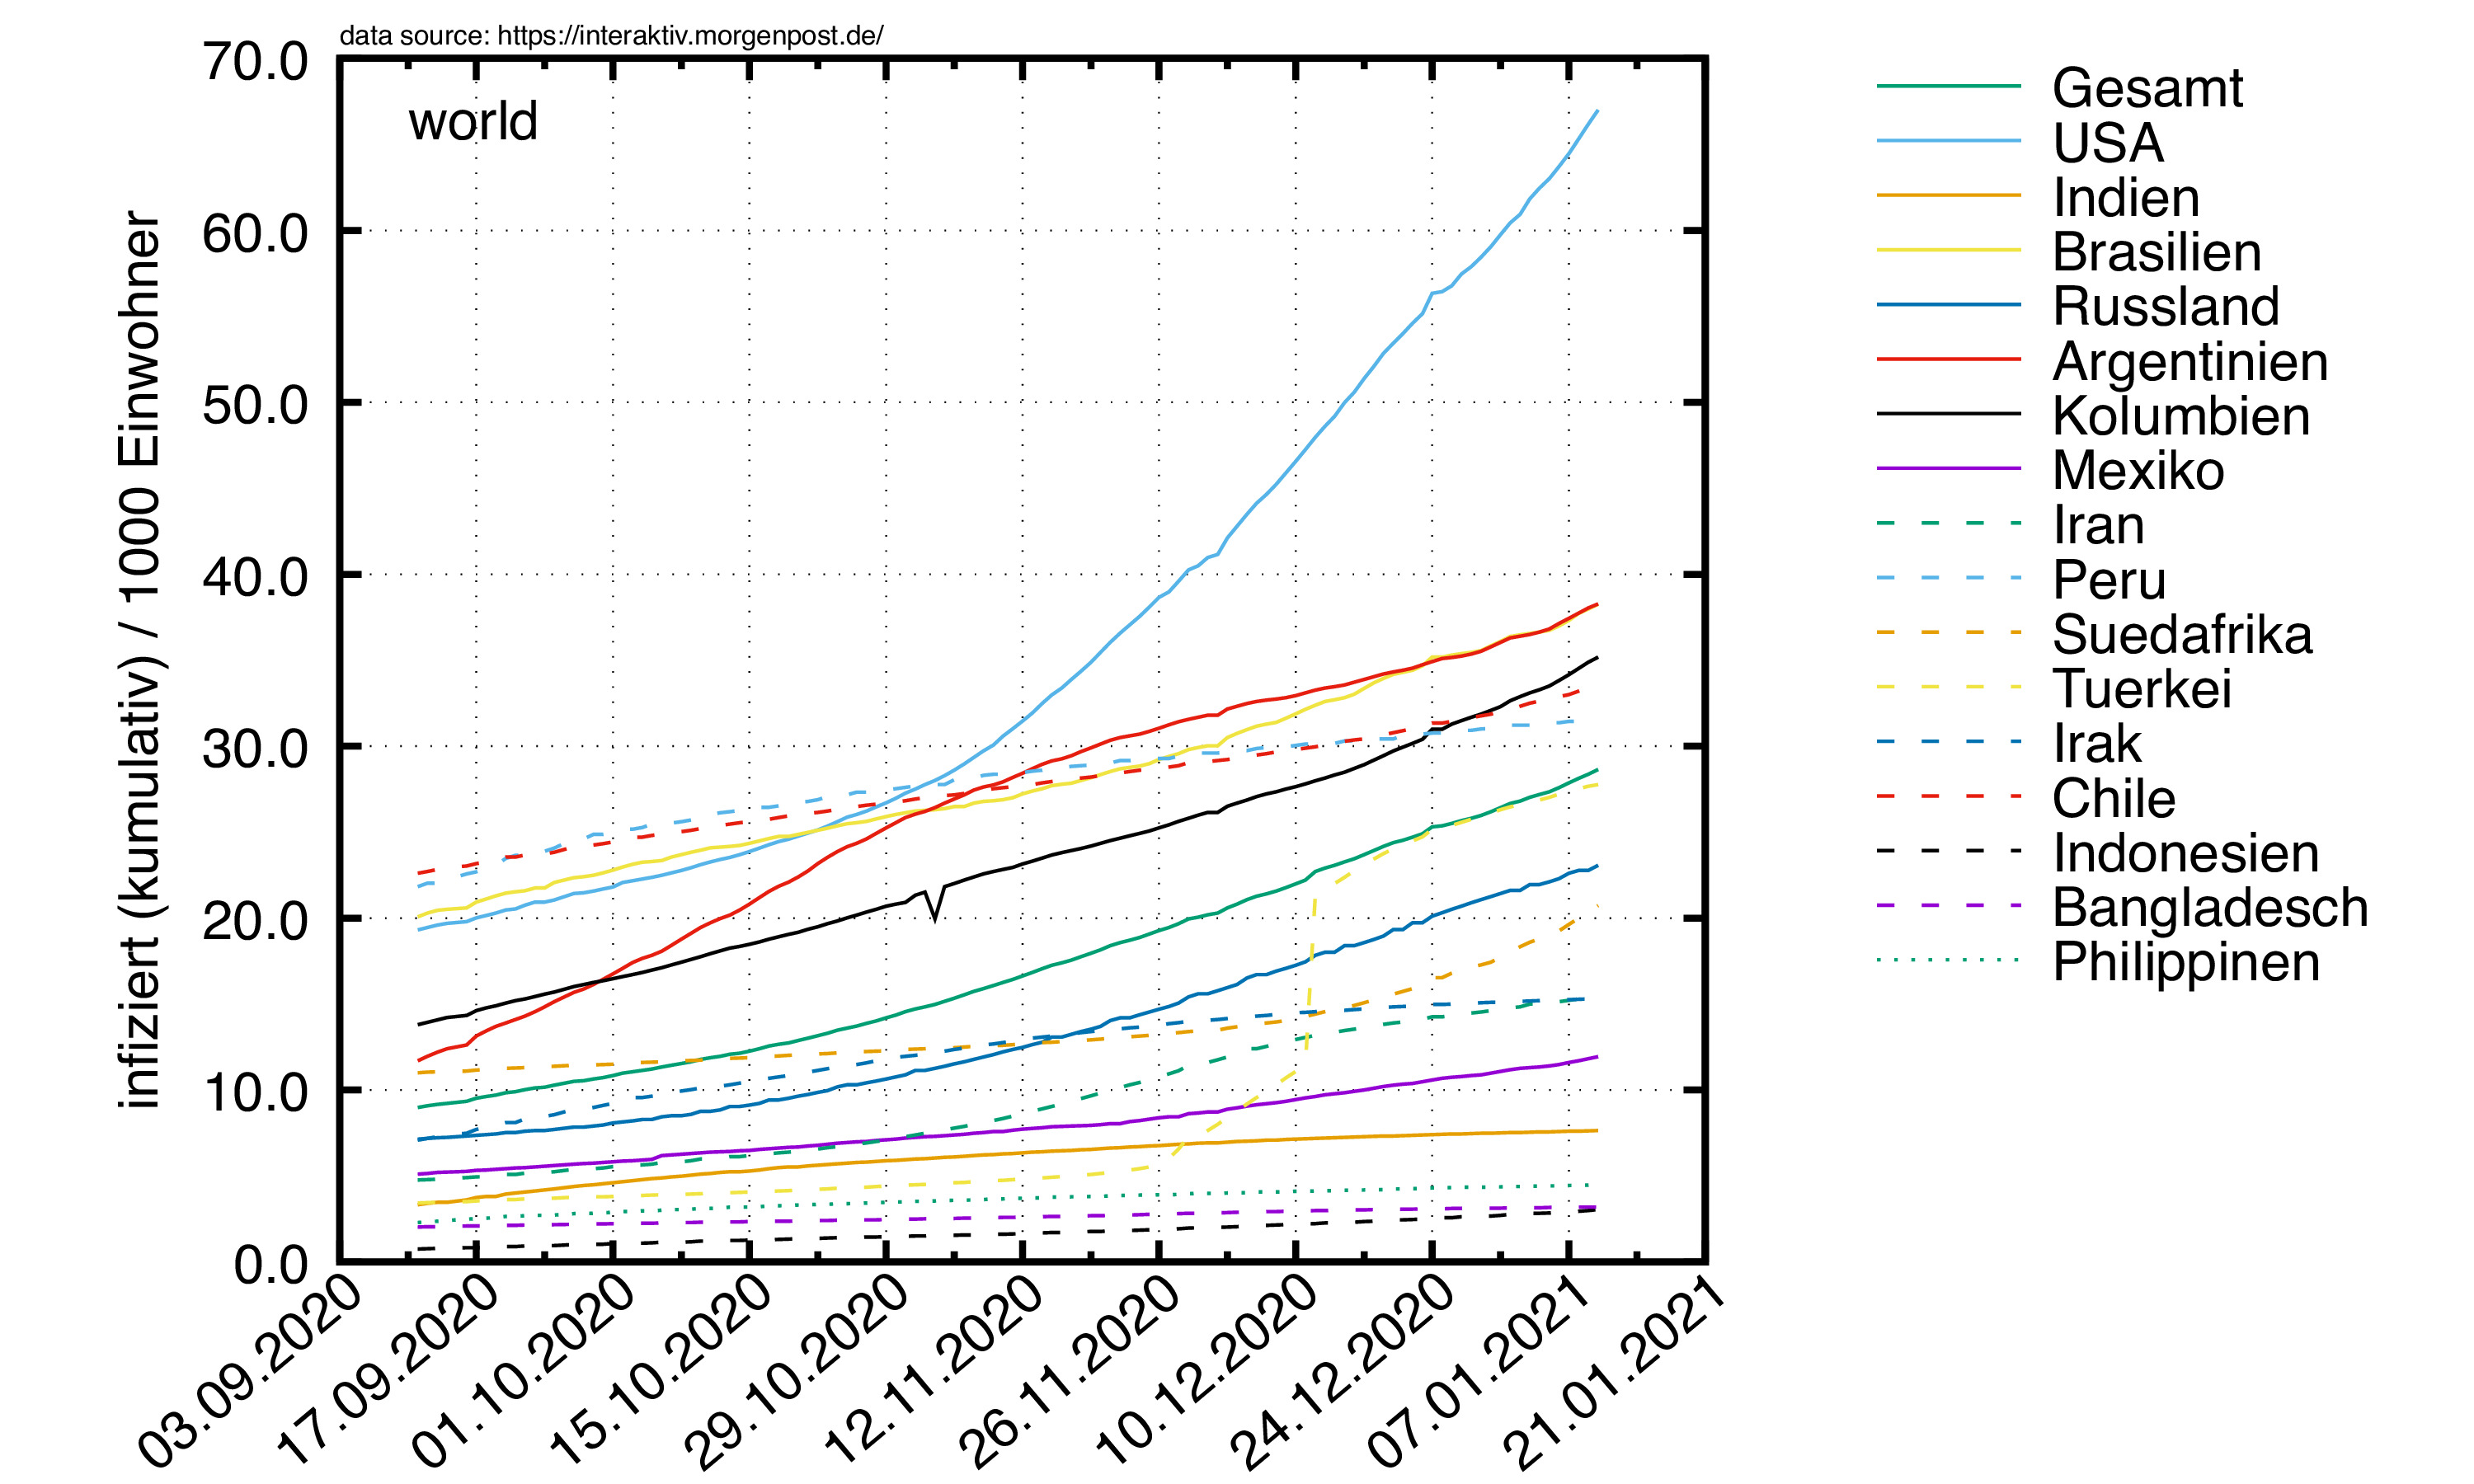 data source: https://interaktiv.morgenpost.de/
world
infiziert (kumulativ) / 1000 Einwohner
70.0
60.0
50.0
40.0
30.0
20.0
10.0
0.0
03.09.2020
17.09.2020
01.10.2020
15.10.2020
29.10.2020
12.11.2020
26.11.2020
10.12.2020
24.12.2020
07.01.2021
21.01.2021
Gesamt
USA
Indien
Brasilien
Russland
Argentinien
Kolumbien
Mexiko
Iran
Peru
Suedafrika
Tuerkei
Irak
Chile
Indonesien
Bangladesch
Philippinen